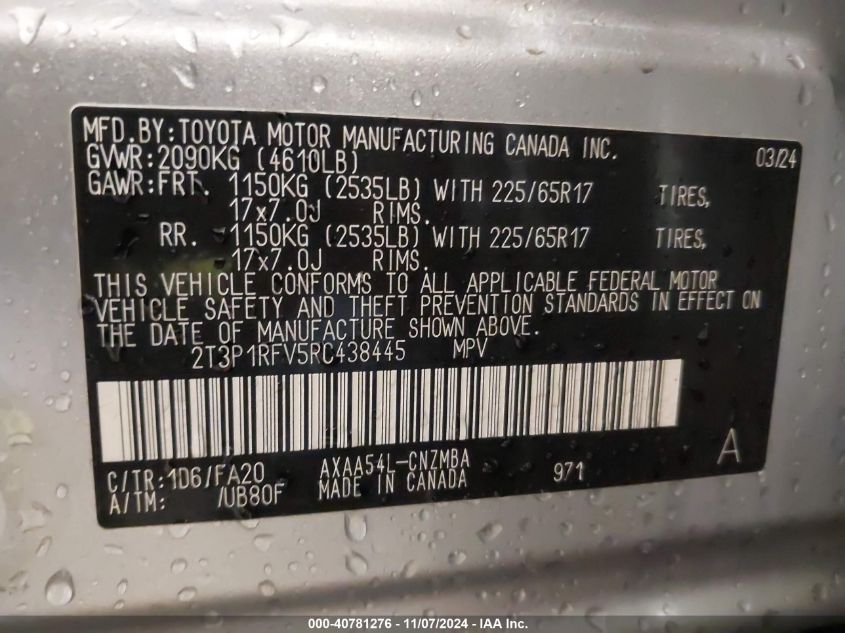 MFD.BY:TOYOTA MOTOR MANUFACTURING CANADA INC. 03/24
GVWR:2090KG (4610LB)
GAWR:FRT. 1150KG (2535LB) WITH 225/65R17 TIRES,
17x7.0J RIMS.
RR. 1150KG (2535LB) WITH 225/65R17 TIRES,
17x7.0J RIMS.
THIS VEHICLE CONFORMS TO ALL APPLICABLE FEDERAL MOTOR
VEHICLE SAFETY AND THEFT PREVENTION STANDARDS IN EFFECT ON
THE DATE OF MANUFACTURE SHOWN ABOVE.
2T3P1RFV5RC438445 MPV
C/TR:1D6/FA20 AXAA54L-CNZMBA A
A/TM: /UB80F MADE IN CANADA 971
000-40781276 - 11/07/2024 - IAA Inc.